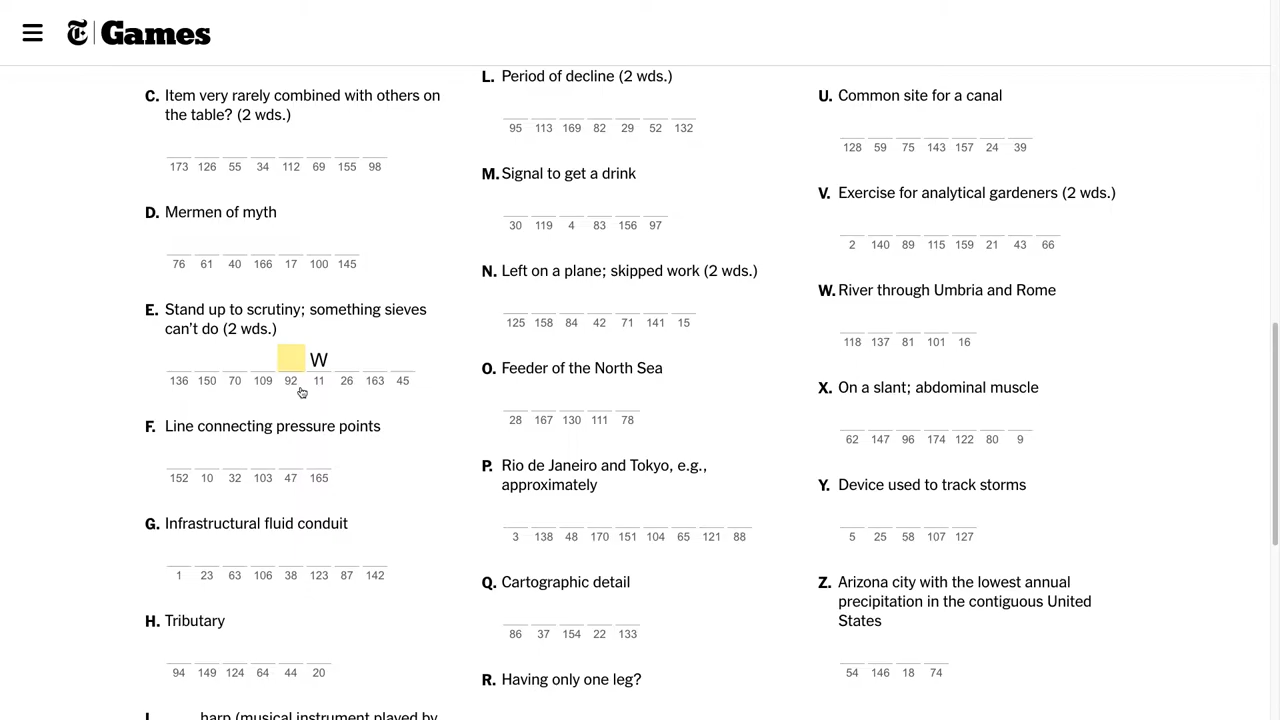 Games
C. Item very rarely combined with others on
the table? (2 wds.)
173 126 55 34 112 69 155 98
D. Mermen of myth
76 61 40 166 17 100 145
E. Stand up to scrutiny; something sieves
can't do (2 wds.)
W
136 150 70 109 92 11 26 163 45
F. Line connecting pressure points
152 10 32 103 47 165
G. Infrastructural fluid conduit
1 23 63 106 38 123 87 142
H. Tributary
94 149 124 64 44 20
I. ___ harp (musical instrument played by
L. Period of decline (2 wds.)
95 113 169 82 29 52 132
M. Signal to get a drink
30 119 4 83 156 97
N. Left on a plane; skipped work (2 wds.)
125 158 84 42 71 141 15
O. Feeder of the North Sea
28 167 130 111 78
P. Rio de Janeiro and Tokyo, e.g.,
approximately
3 138 48 170 151 104 65 121 88
Q. Cartographic detail
86 37 154 22 133
R. Having only one leg?
U. Common site for a canal
128 59 75 143 157 24 39
V. Exercise for analytical gardeners (2 wds.)
2 140 89 115 159 21 43 66
W. River through Umbria and Rome
118 137 81 101 16
X. On a slant; abdominal muscle
62 147 96 174 122 80 9
Y. Device used to track storms
5 25 58 107 127
Z. Arizona city with the lowest annual
precipitation in the contiguous United
States
54 146 18 74